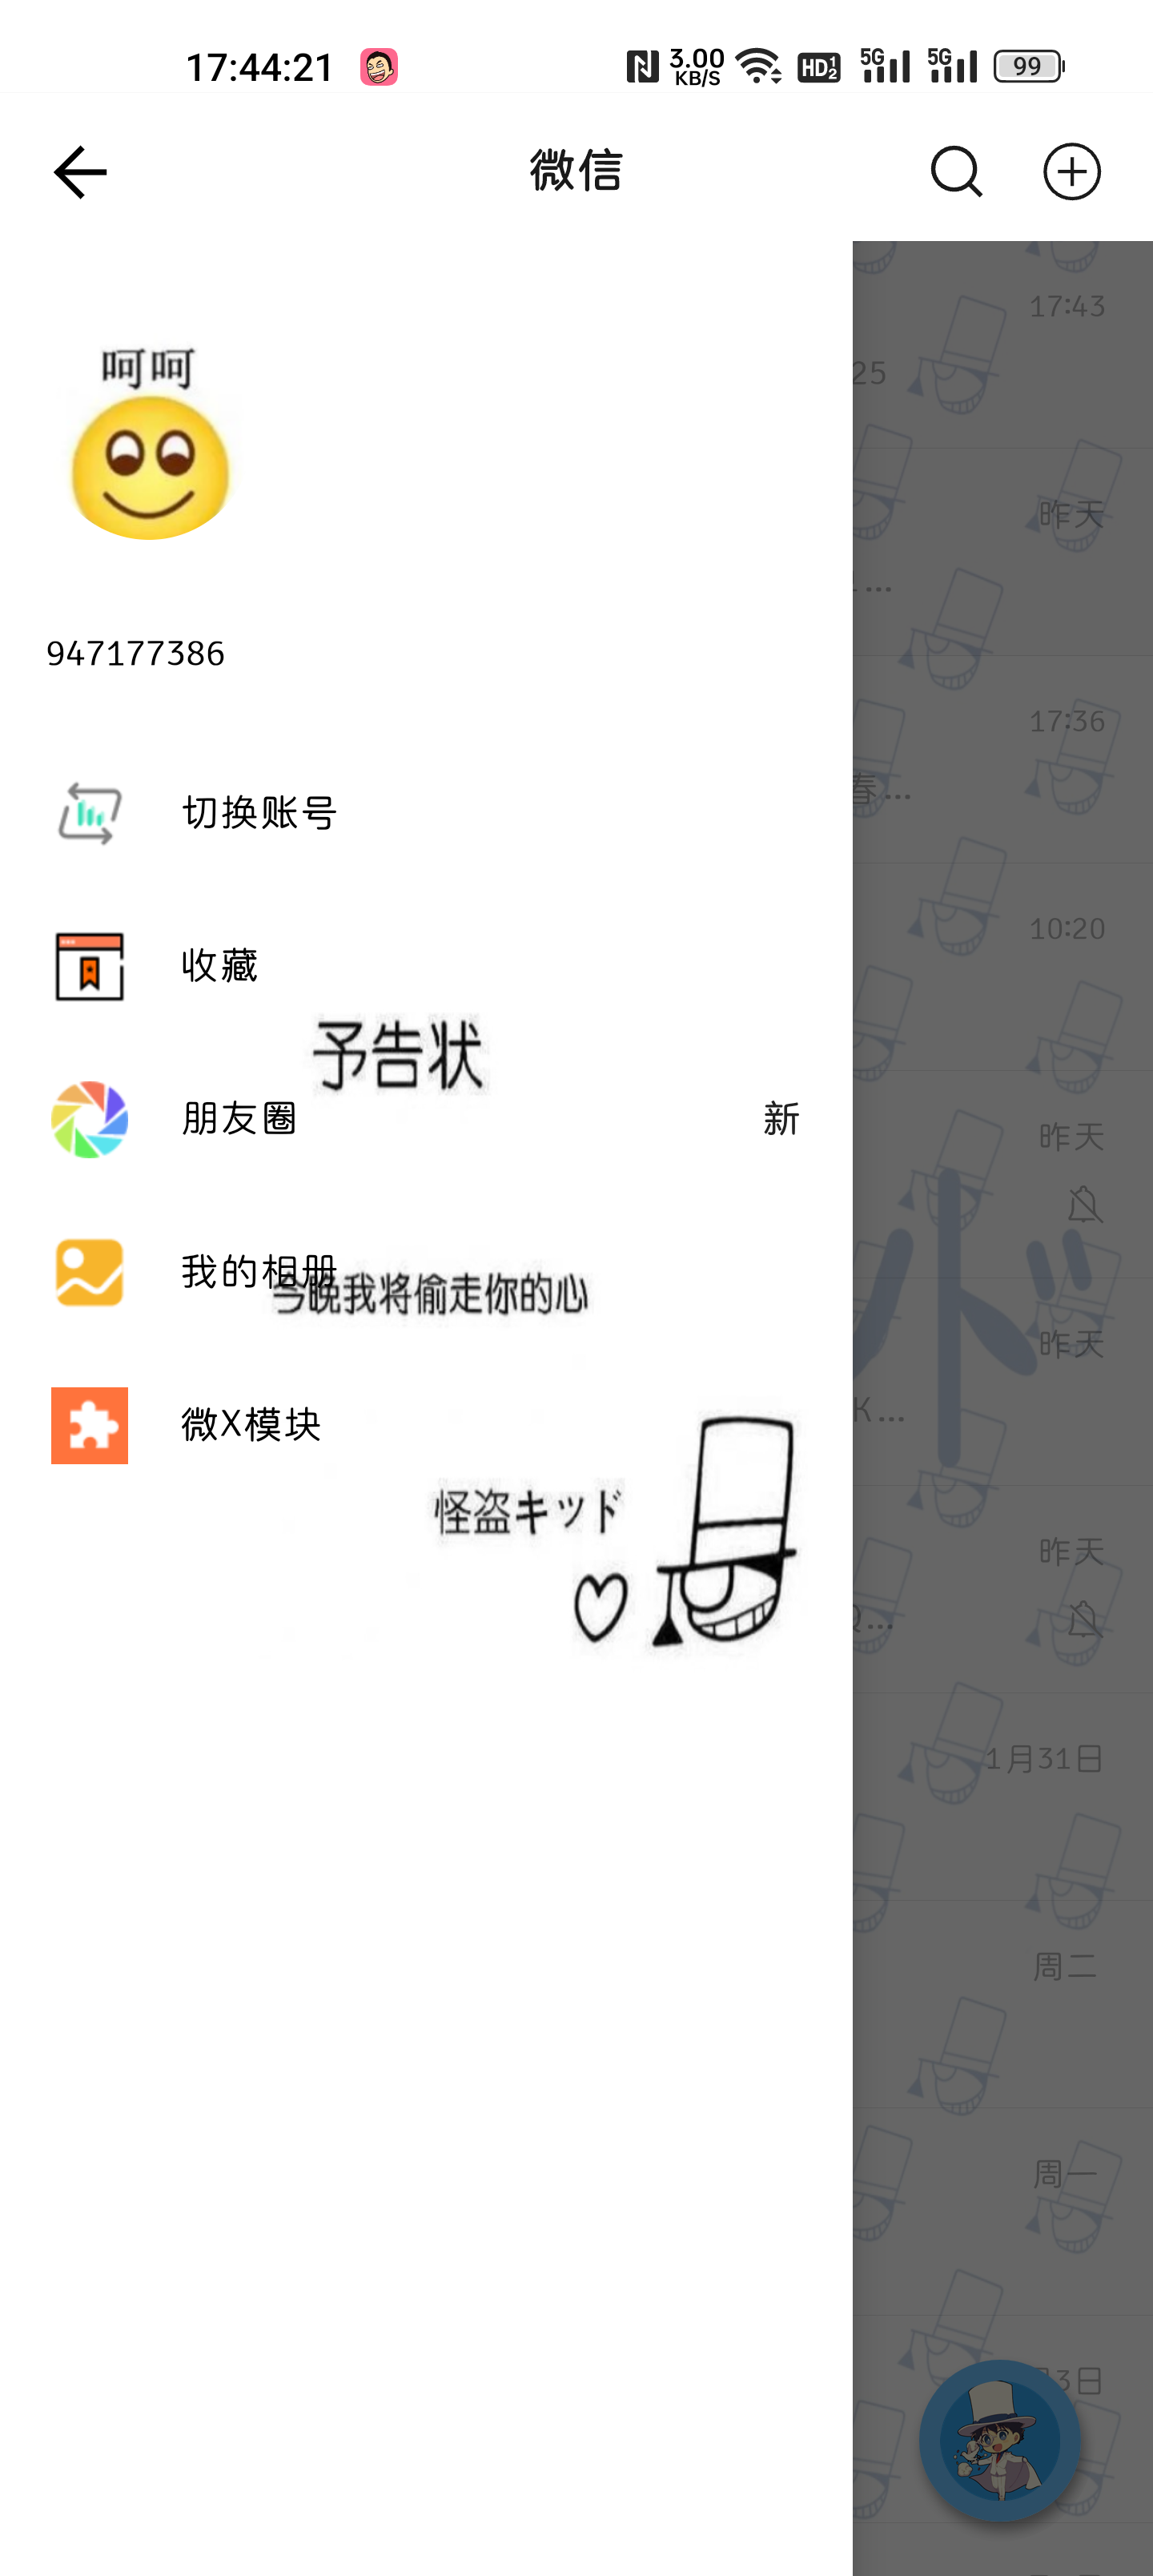 17:44:21 3.00 KB/S HD 1 2 5G 5G 99
微信
17:43
25
呵呵
昨天
...
947177386
17:36
切换账号
春...
10:20
收藏
予告状
朋友圈 新
昨天
我的相册
今晚我将偷走你的心
昨天
微X模块
K...
怪盗キッド
昨天
Q...
1月31日
周二
周一
3日